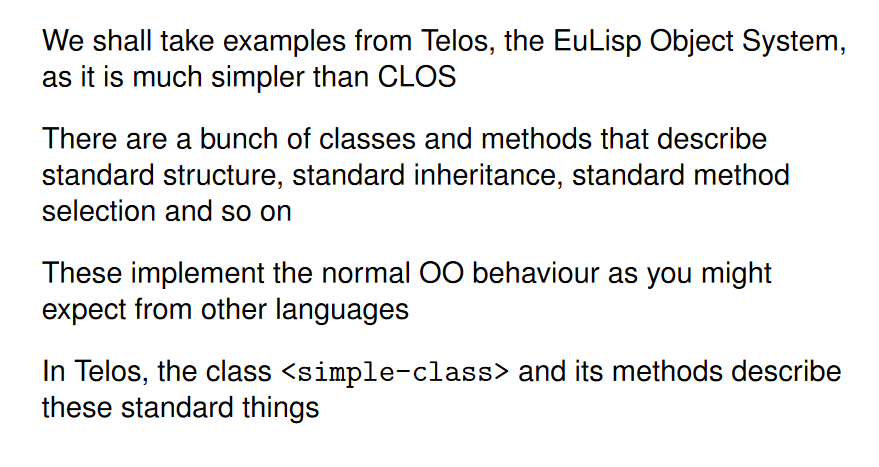 We shall take examples from Telos, the EuLisp Object System,
as it is much simpler than CLOS
There are a bunch of classes and methods that describe
standard structure, standard inheritance, standard method
selection and so on
These implement the normal OO behaviour as you might
expect from other languages
In Telos, the class <simple-class> and its methods describe
these standard things